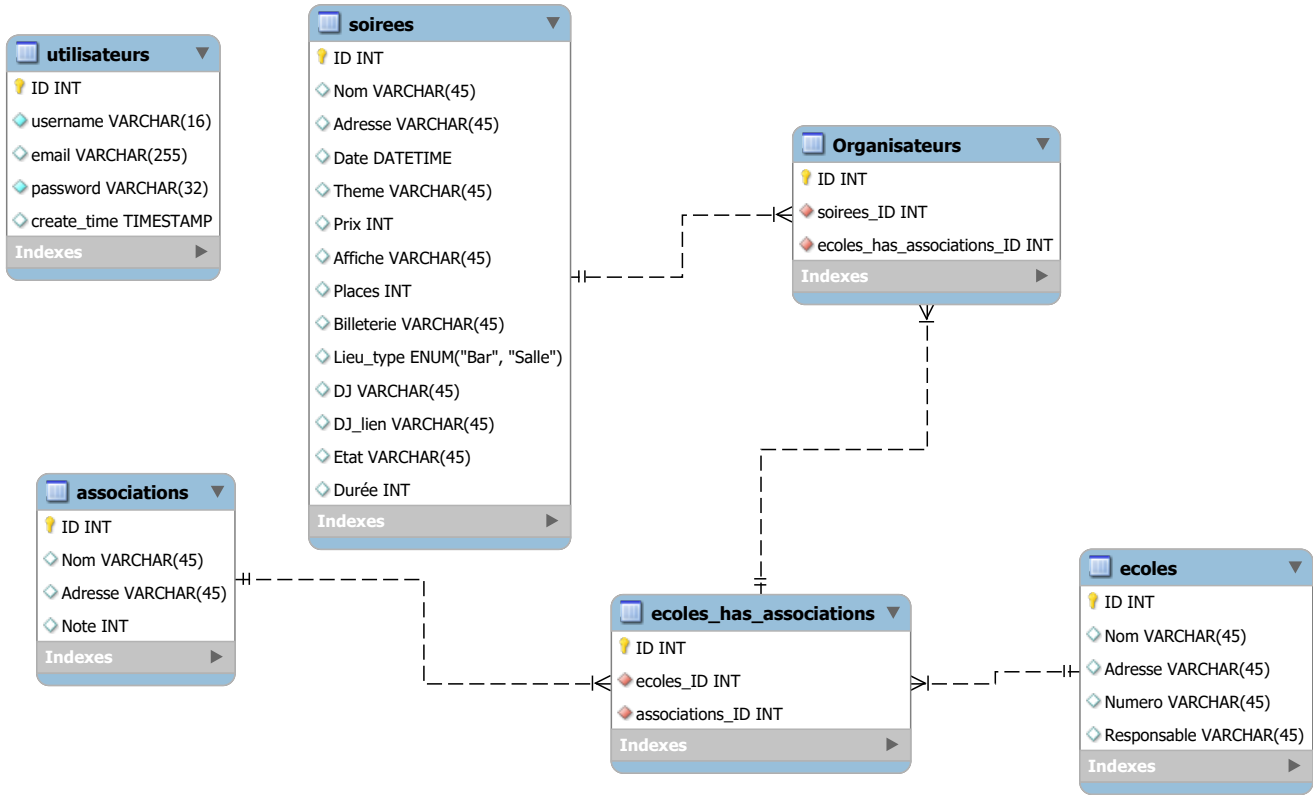 utilisateurs
ID INT
username VARCHAR(16)
email VARCHAR(255)
password VARCHAR(32)
create_time TIMESTAMP
Indexes
soirees
ID INT
Nom VARCHAR(45)
Adresse VARCHAR(45)
Date DATETIME
Theme VARCHAR(45)
Prix INT
Affiche VARCHAR(45)
Places INT
Billeterie VARCHAR(45)
Lieu_type ENUM("Bar", "Salle")
DJ VARCHAR(45)
DJ_lien VARCHAR(45)
Etat VARCHAR(45)
Durée INT
Indexes
Organisateurs
ID INT
soirees_ID INT
ecoles_has_associations_ID INT
Indexes
associations
ID INT
Nom VARCHAR(45)
Adresse VARCHAR(45)
Note INT
Indexes
ecoles_has_associations
ID INT
ecoles_ID INT
associations_ID INT
Indexes
ecoles
ID INT
Nom VARCHAR(45)
Adresse VARCHAR(45)
Numero VARCHAR(45)
Responsable VARCHAR(45)
Indexes